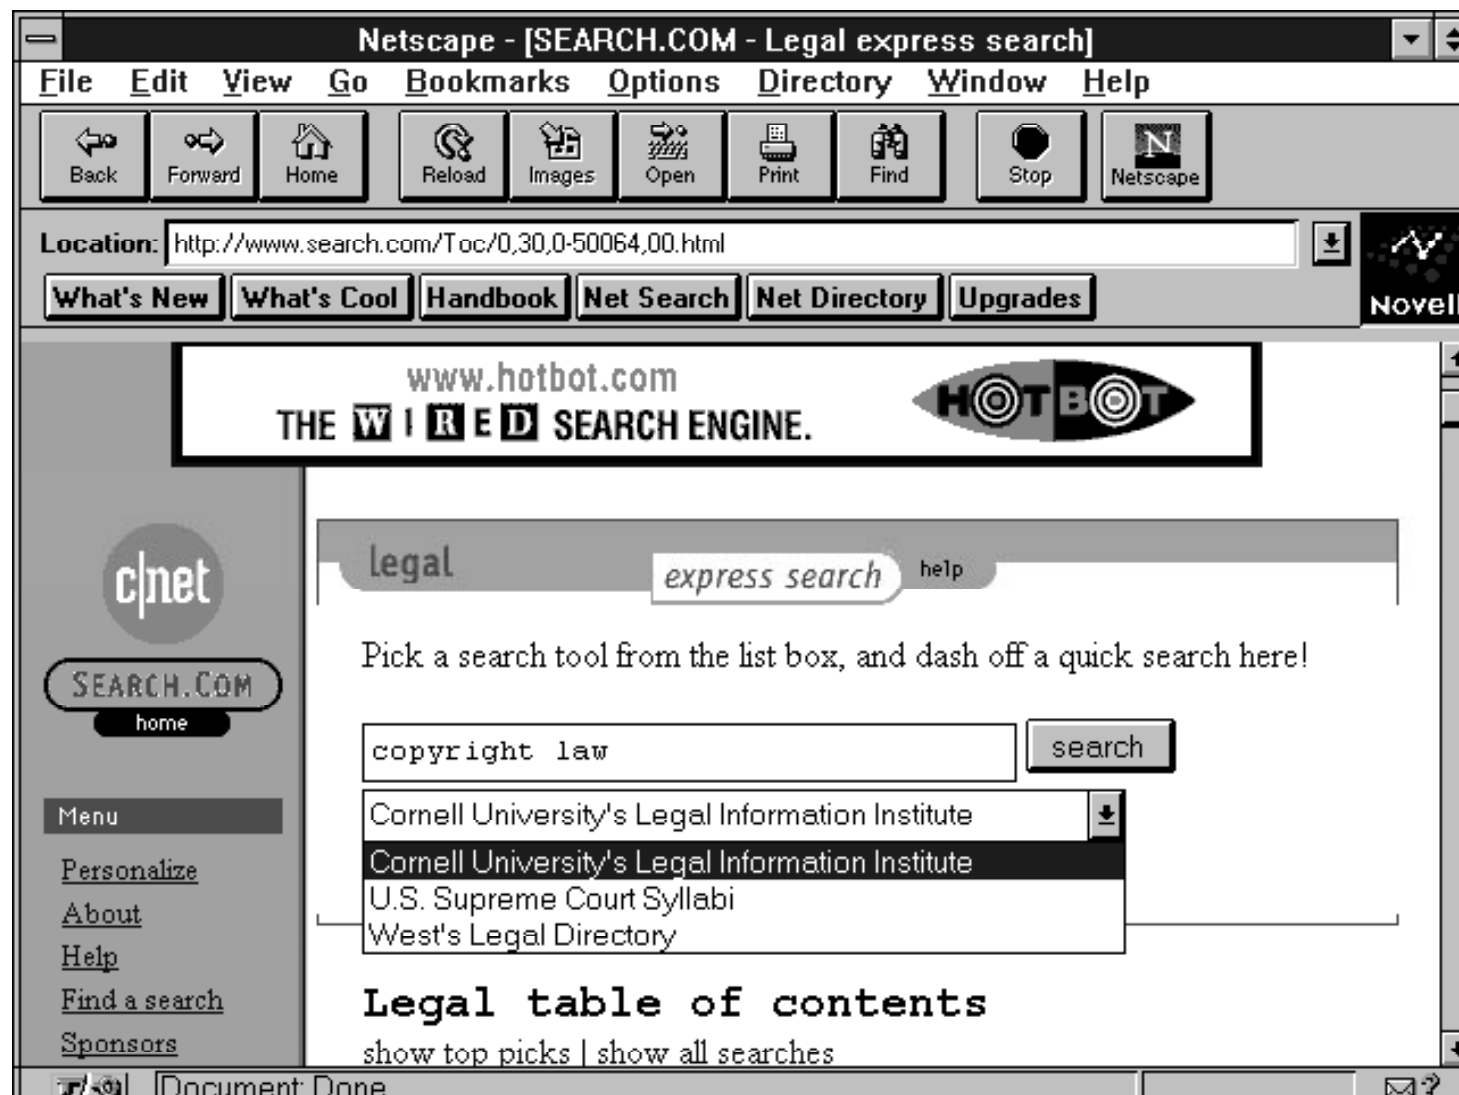 Netscape - [SEARCH.COM - Legal express search]
File Edit View Go Bookmarks Options Directory Window Help
Back Forward Home Reload Images Open Print Find Stop N Netscape
Location: http://www.search.com/Toc/0,30,0-50064,00.html
What's New What's Cool Handbook Net Search Net Directory Upgrades
Novell
www.hotbot.com
THE WIRED SEARCH ENGINE.
HOTBOT
c|net
SEARCH.COM
home
Menu
Personalize
About
Help
Find a search
Sponsors
legal express search help
Pick a search tool from the list box, and dash off a quick search here!
copyright law search
Cornell University's Legal Information Institute
Cornell University's Legal Information Institute
U.S. Supreme Court Syllabi
West's Legal Directory
Legal table of contents
show top picks | show all searches
Document: Done